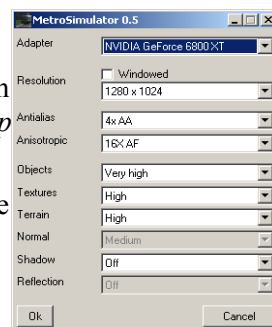 MetroSimulator 0.5
Adapter NVIDIA GeForce 6800 XT
Windowed
Resolution 1280 x 1024
Antialias 4x AA
Anisotropic 16X AF
Objects Very high
Textures High
Terrain High
Normal Medium
Shadow Off
Reflection Off
Ok Cancel